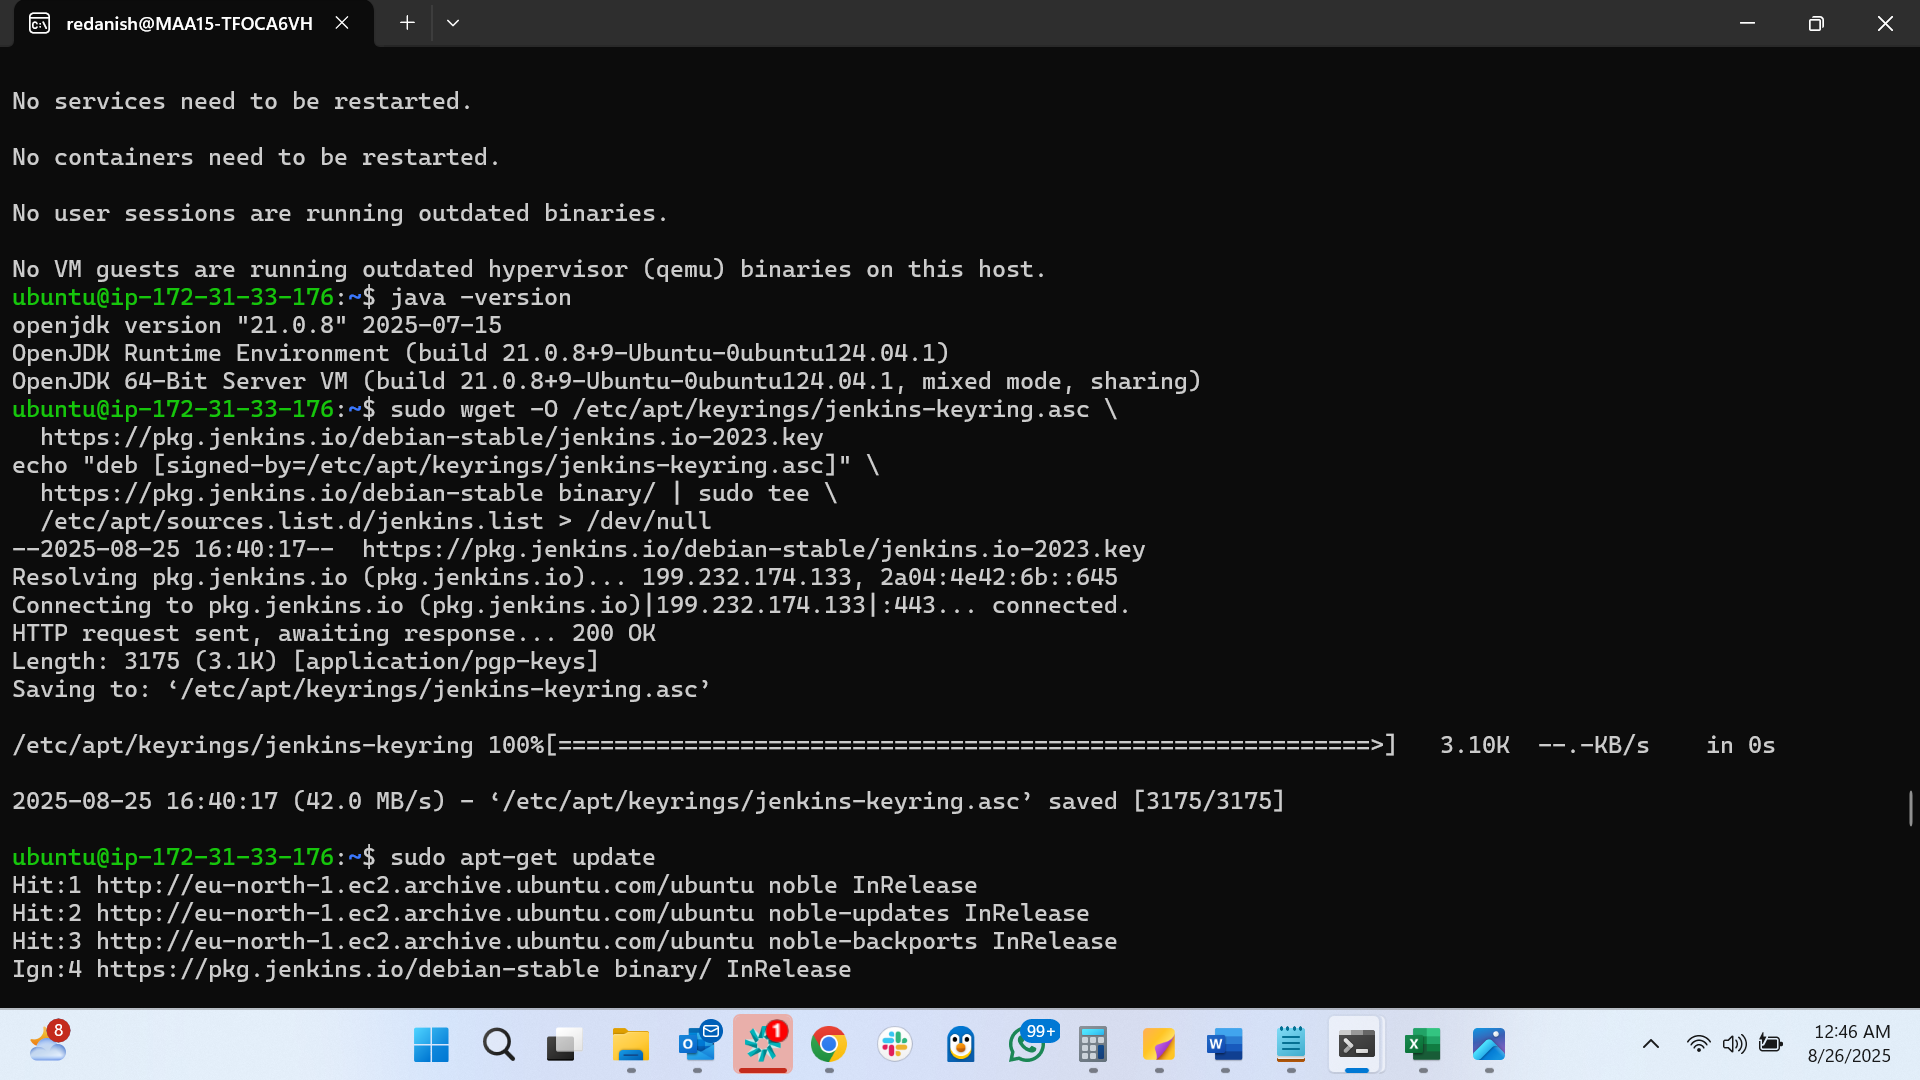 redanish@MAA15-TFOCA6VH
No services need to be restarted.
No containers need to be restarted.
No user sessions are running outdated binaries.
No VM guests are running outdated hypervisor (qemu) binaries on this host.
ubuntu@ip-172-31-33-176:~$ java -version
openjdk version "21.0.8" 2025-07-15
OpenJDK Runtime Environment (build 21.0.8+9-Ubuntu-0ubuntu124.04.1)
OpenJDK 64-Bit Server VM (build 21.0.8+9-Ubuntu-0ubuntu124.04.1, mixed mode, sharing)
ubuntu@ip-172-31-33-176:~$ sudo wget -O /etc/apt/keyrings/jenkins-keyring.asc \
  https://pkg.jenkins.io/debian-stable/jenkins.io-2023.key
echo "deb [signed-by=/etc/apt/keyrings/jenkins-keyring.asc]" \
  https://pkg.jenkins.io/debian-stable binary/ | sudo tee \
  /etc/apt/sources.list.d/jenkins.list > /dev/null
--2025-08-25 16:40:17--  https://pkg.jenkins.io/debian-stable/jenkins.io-2023.key
Resolving pkg.jenkins.io (pkg.jenkins.io)... 199.232.174.133, 2a04:4e42:6b::645
Connecting to pkg.jenkins.io (pkg.jenkins.io)|199.232.174.133|:443... connected.
HTTP request sent, awaiting response... 200 OK
Length: 3175 (3.1K) [application/pgp-keys]
Saving to: ‘/etc/apt/keyrings/jenkins-keyring.asc’
/etc/apt/keyrings/jenkins-keyring 100%[==========================================================>]   3.10K  --.-KB/s    in 0s
2025-08-25 16:40:17 (42.0 MB/s) - ‘/etc/apt/keyrings/jenkins-keyring.asc’ saved [3175/3175]
ubuntu@ip-172-31-33-176:~$ sudo apt-get update
Hit:1 http://eu-north-1.ec2.archive.ubuntu.com/ubuntu noble InRelease
Hit:2 http://eu-north-1.ec2.archive.ubuntu.com/ubuntu noble-updates InRelease
Hit:3 http://eu-north-1.ec2.archive.ubuntu.com/ubuntu noble-backports InRelease
Ign:4 https://pkg.jenkins.io/debian-stable binary/ InRelease
8
1
99+
12:46 AM
8/26/2025